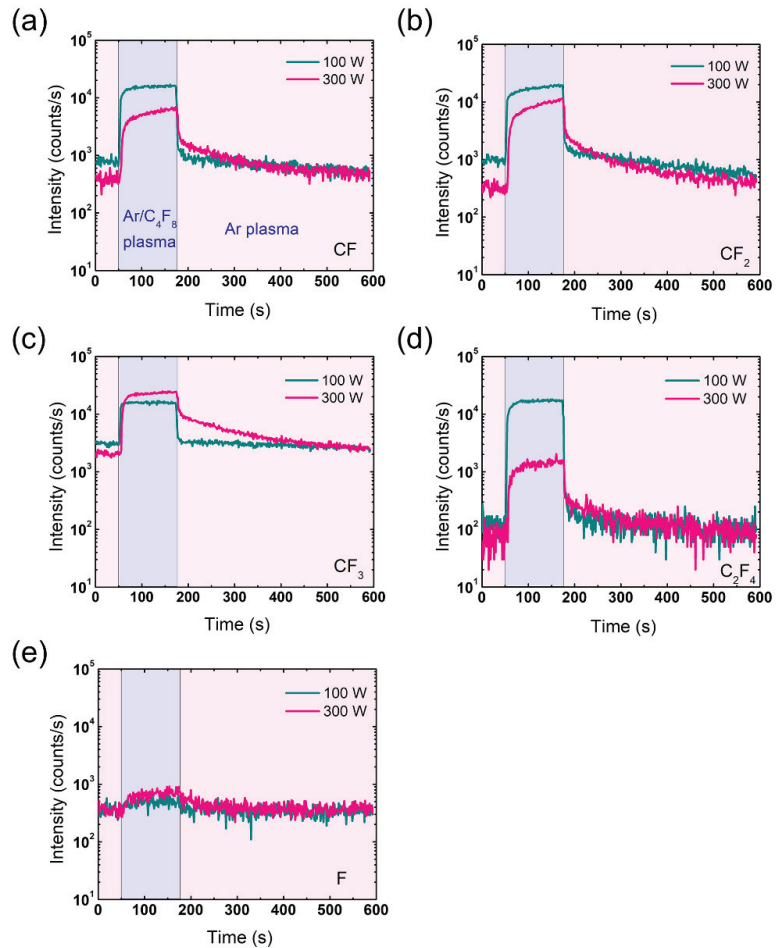 (a)
Intensity (counts/s)
10⁵
10⁴
10³
10²
10¹
100 W
300 W
Ar/C₄F₈
plasma
Ar plasma
CF
0 100 200 300 400 500 600
Time (s)
(b)
Intensity (counts/s)
10⁵
10⁴
10³
10²
10¹
100 W
300 W
CF₂
0 100 200 300 400 500 600
Time (s)
(c)
Intensity (counts/s)
10⁵
10⁴
10³
10²
10¹
100 W
300 W
CF₃
0 100 200 300 400 500 600
Time (s)
(d)
Intensity (counts/s)
10⁵
10⁴
10³
10²
10¹
100 W
300 W
C₂F₄
0 100 200 300 400 500 600
Time (s)
(e)
Intensity (counts/s)
10⁵
10⁴
10³
10²
10¹
100 W
300 W
F
0 100 200 300 400 500 600
Time (s)